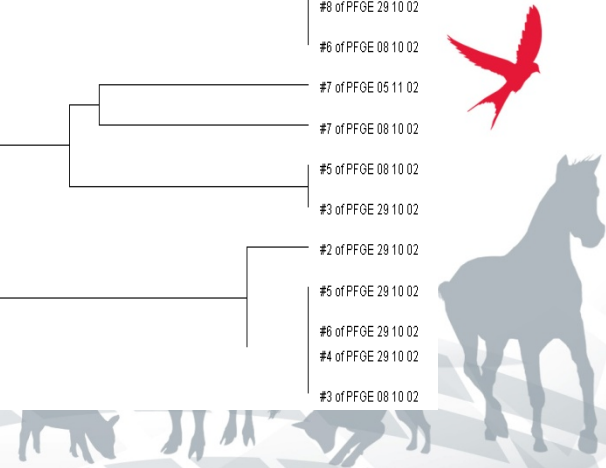 #8 of PFGE 29 10 02
#6 of PFGE 08 10 02
#7 of PFGE 05 11 02
#7 of PFGE 08 10 02
#5 of PFGE 08 10 02
#3 of PFGE 29 10 02
#2 of PFGE 29 10 02
#5 of PFGE 29 10 02
#6 of PFGE 29 10 02
#4 of PFGE 29 10 02
#3 of PFGE 08 10 02